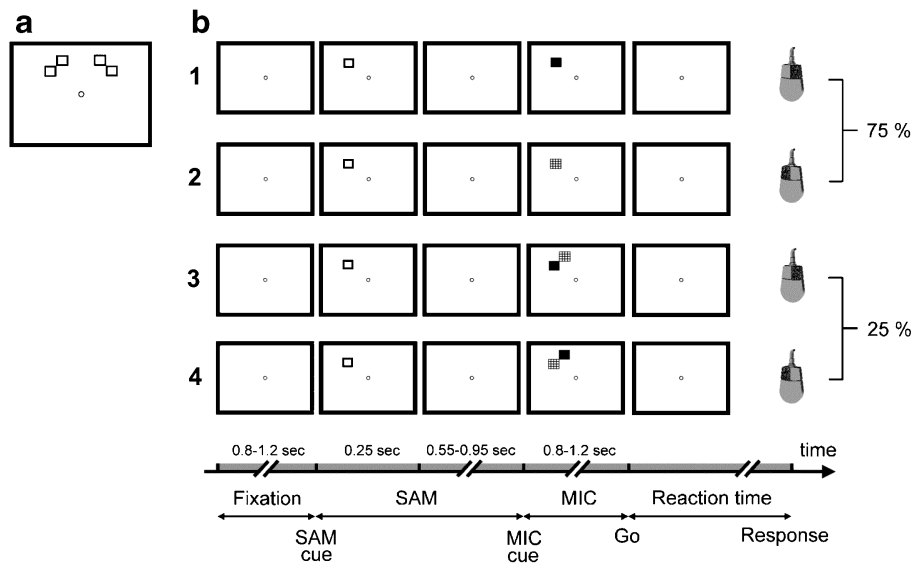 a
b
1
75 %
2
3
25 %
4
0.8-1.2 sec 0.25 sec 0.55-0.95 sec 0.8-1.2 sec time
Fixation SAM MIC Reaction time
SAM cue MIC cue Go Response